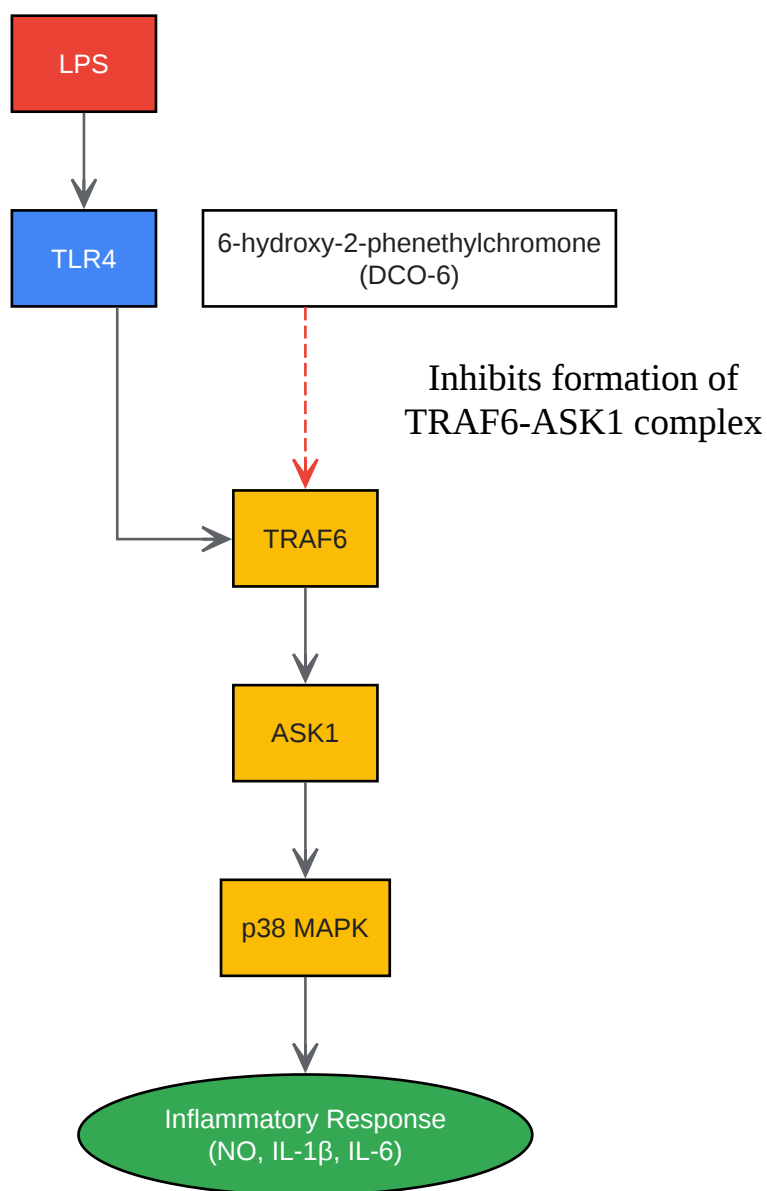 LPS
TLR4
6-hydroxy-2-phenethylchromone
(DCO-6)
Inhibits formation of
TRAF6-ASK1 complex
TRAF6
ASK1
p38 MAPK
Inflammatory Response
(NO, IL-1β, IL-6)